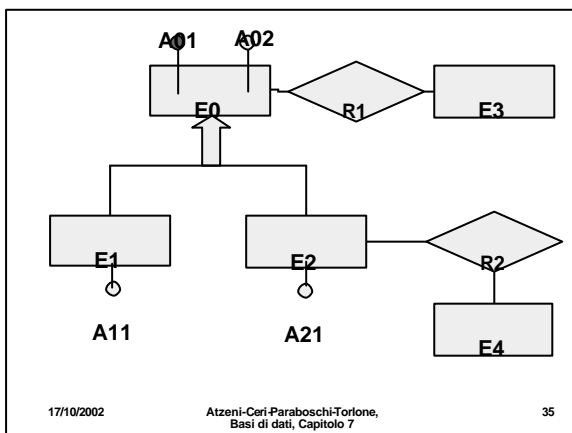 A01 A02
E0 R1 E3
E1 E2 R2
A11 A21 E4
17/10/2002 Atzeni-Ceri-Paraboschi-Torlone, 35
Basi di dati, Capitolo 7